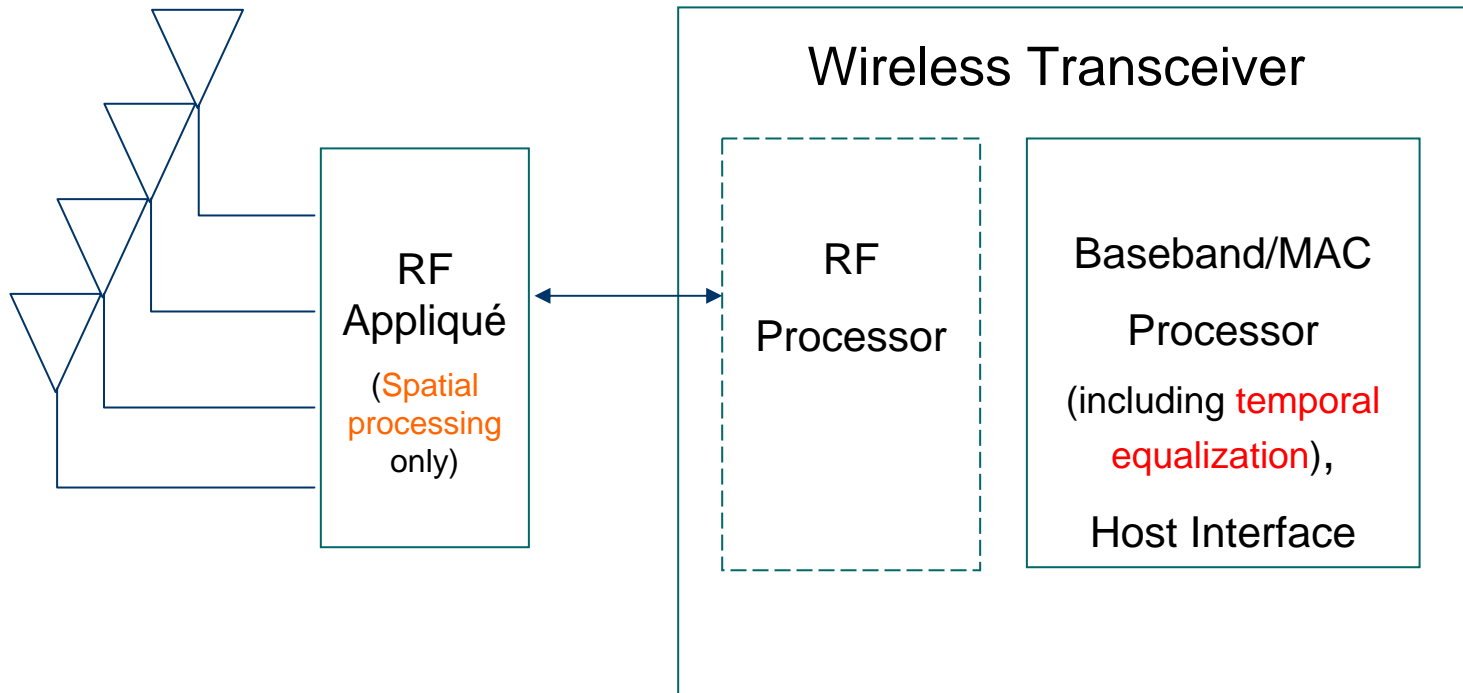 Wireless Transceiver
RF
Appliqué
(Spatial
processing
only)
RF
Processor
Baseband/MAC
Processor
(including temporal
equalization),
Host Interface